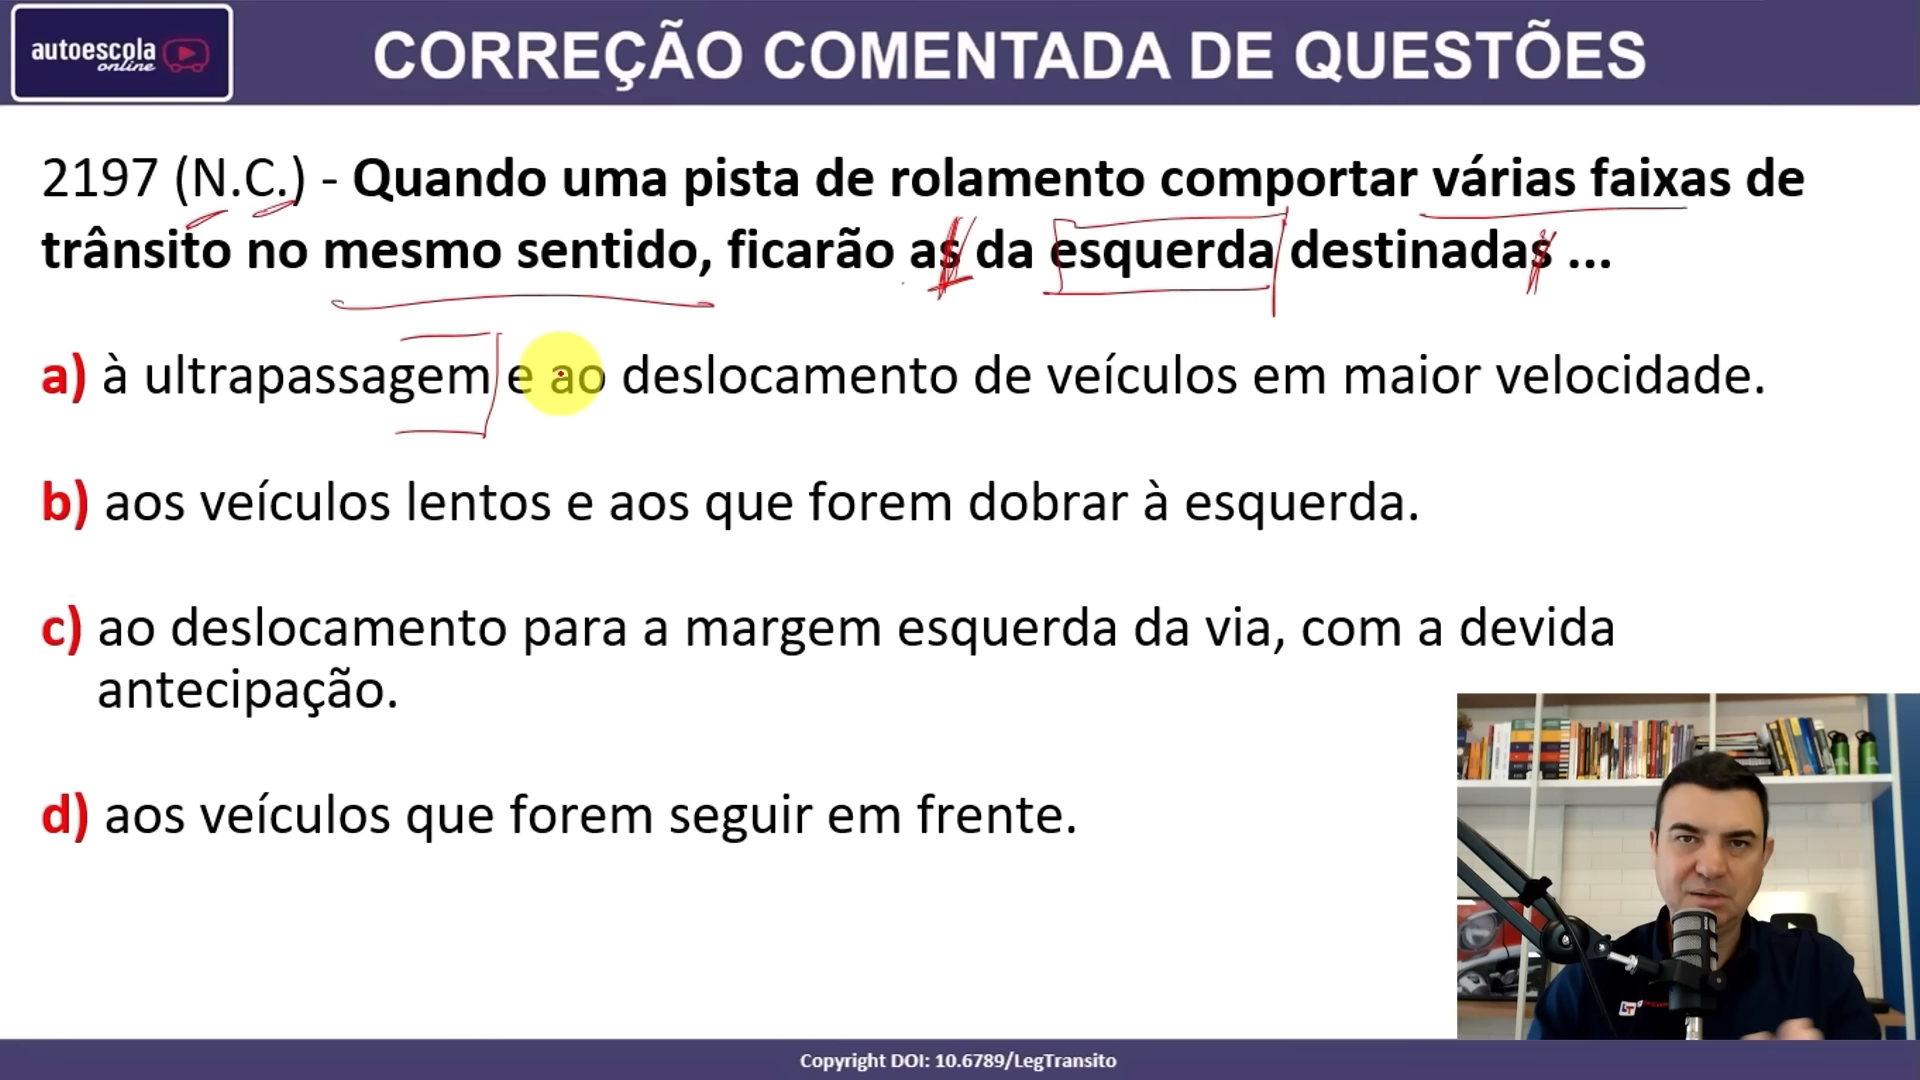 autoescola
online
CORREÇÃO COMENTADA DE QUESTÕES
2197 (N.C.) - Quando uma pista de rolamento comportar várias faixas de
trânsito no mesmo sentido, ficarão as da esquerda destinadas ...
a) à ultrapassagem e ao deslocamento de veículos em maior velocidade.
b) aos veículos lentos e aos que forem dobrar à esquerda.
c) ao deslocamento para a margem esquerda da via, com a devida
antecipação.
d) aos veículos que forem seguir em frente.
LT
Copyright DOI: 10.6789/LegTransito